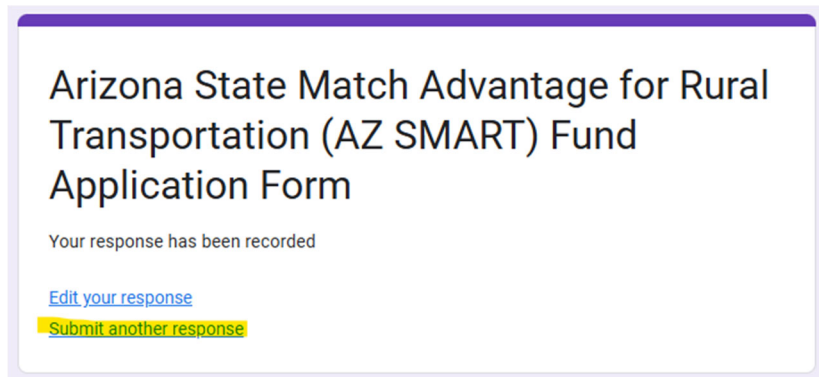 Arizona State Match Advantage for Rural
Transportation (AZ SMART) Fund
Application Form
Your response has been recorded
Edit your response
Submit another response